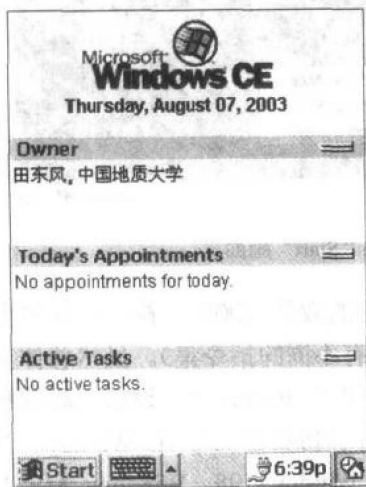 Microsoft
Windows CE
Thursday, August 07, 2003
Owner
田东风, 中国地质大学
Today's Appointments
No appointments for today.
Active Tasks
No active tasks.
Start 6:39p